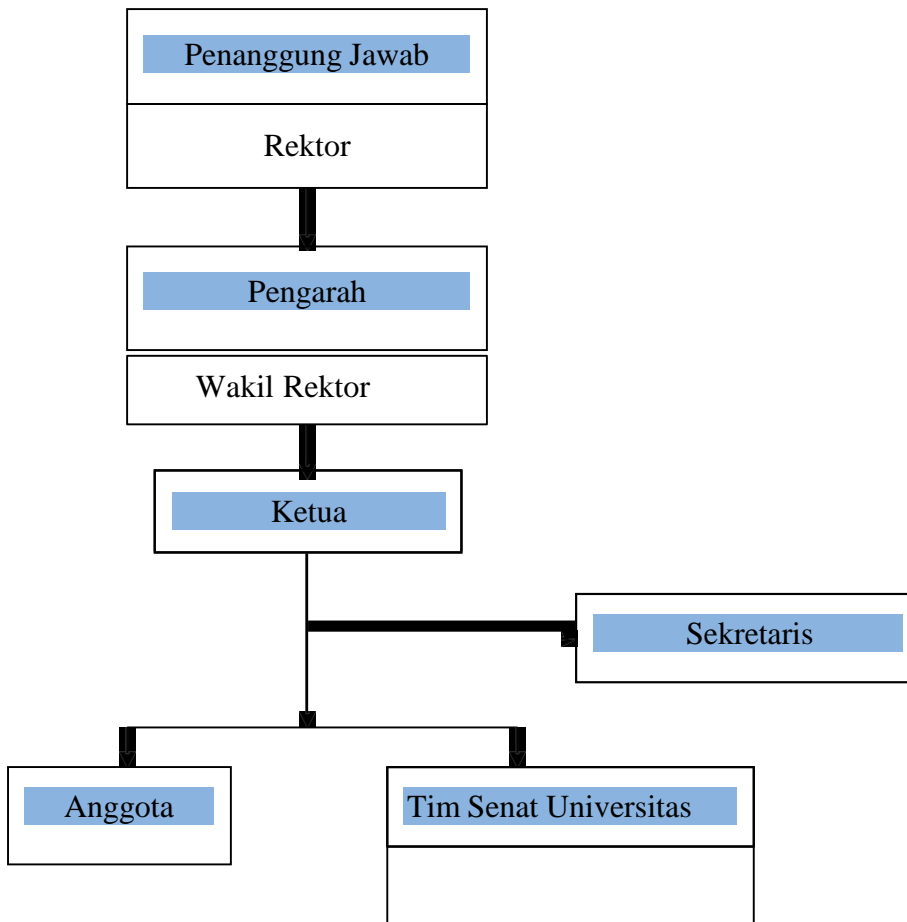 Penanggung Jawab
Rektor
Pengarah
Wakil Rektor
Ketua
Sekretaris
Anggota
Tim Senat Universitas